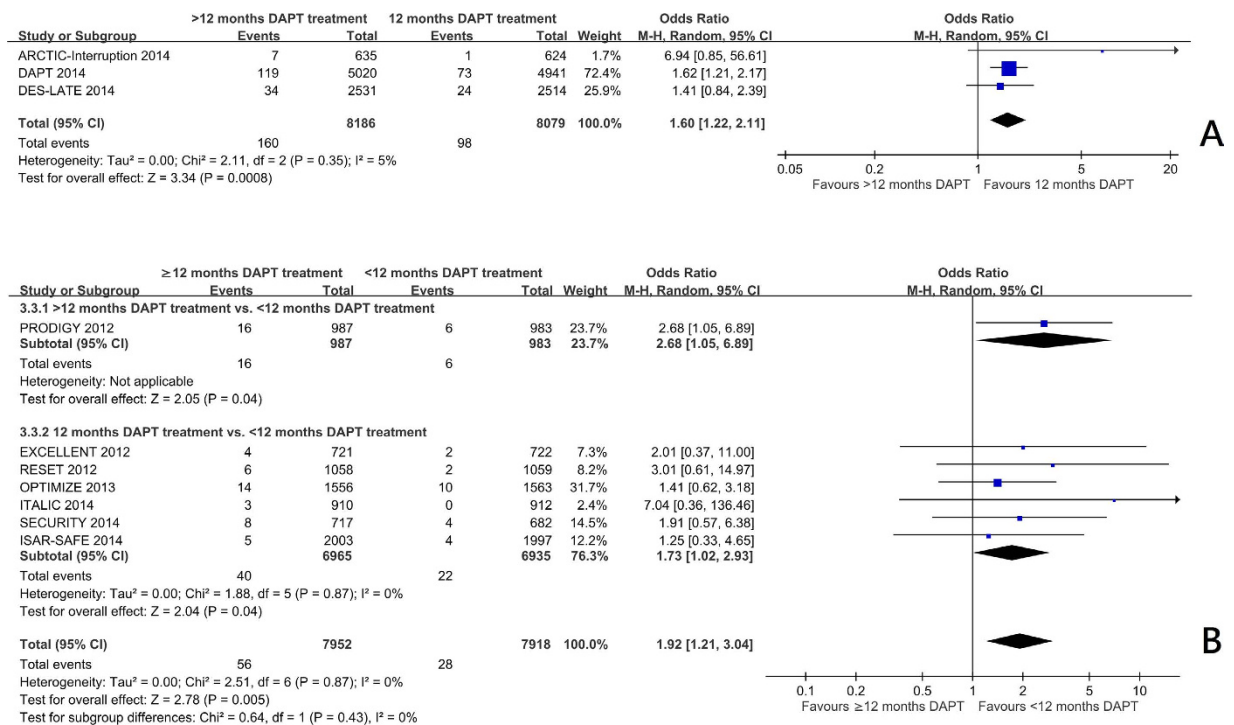 >12 months DAPT treatment 12 months DAPT treatment Odds Ratio Odds Ratio
Study or Subgroup Events Total Events Total Weight M-H, Random, 95% CI M-H, Random, 95% CI
ARCTIC-Interruption 2014 7 635 1 624 1.7% 6.94 [0.85, 56.61]
DAPT 2014 119 5020 73 4941 72.4% 1.62 [1.21, 2.17]
DES-LATE 2014 34 2531 24 2514 25.9% 1.41 [0.84, 2.39]
Total (95% CI) 8186 8079 100.0% 1.60 [1.22, 2.11]
Total events 160 98
Heterogeneity: Tau² = 0.00; Chi² = 2.11, df = 2 (P = 0.35); I² = 5%
Test for overall effect: Z = 3.34 (P = 0.0008)
0.05 0.2 1 5 20
Favours >12 months DAPT Favours 12 months DAPT
A
≥12 months DAPT treatment <12 months DAPT treatment Odds Ratio Odds Ratio
Study or Subgroup Events Total Events Total Weight M-H, Random, 95% CI M-H, Random, 95% CI
3.3.1 >12 months DAPT treatment vs. <12 months DAPT treatment
PRODIGY 2012 16 987 6 983 23.7% 2.68 [1.05, 6.89]
Subtotal (95% CI) 987 983 23.7% 2.68 [1.05, 6.89]
Total events 16 6
Heterogeneity: Not applicable
Test for overall effect: Z = 2.05 (P = 0.04)
3.3.2 12 months DAPT treatment vs. <12 months DAPT treatment
EXCELLENT 2012 4 721 2 722 7.3% 2.01 [0.37, 11.00]
RESET 2012 6 1058 2 1059 8.2% 3.01 [0.61, 14.97]
OPTIMIZE 2013 14 1556 10 1563 31.7% 1.41 [0.62, 3.18]
ITALIC 2014 3 910 0 912 2.4% 7.04 [0.36, 136.46]
SECURITY 2014 8 717 4 682 14.5% 1.91 [0.57, 6.38]
ISAR-SAFE 2014 5 2003 4 1997 12.2% 1.25 [0.33, 4.65]
Subtotal (95% CI) 6965 6935 76.3% 1.73 [1.02, 2.93]
Total events 40 22
Heterogeneity: Tau² = 0.00; Chi² = 1.88, df = 5 (P = 0.87); I² = 0%
Test for overall effect: Z = 2.04 (P = 0.04)
Total (95% CI) 7952 7918 100.0% 1.92 [1.21, 3.04]
Total events 56 28
Heterogeneity: Tau² = 0.00; Chi² = 2.51, df = 6 (P = 0.87); I² = 0%
Test for overall effect: Z = 2.78 (P = 0.005)
Test for subgroup differences: Chi² = 0.64, df = 1 (P = 0.43), I² = 0%
0.1 0.2 0.5 1 2 5 10
Favours ≥12 months DAPT Favours <12 months DAPT
B